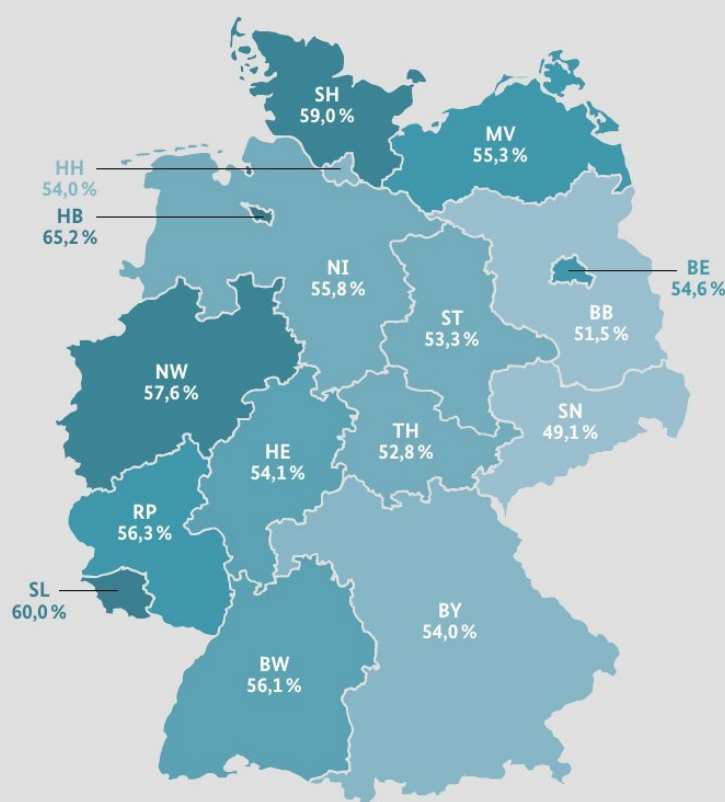 SH
59,0 %
MV
55,3 %
HH
54,0 %
HB
65,2 %
NI
55,8 %
BE
54,6 %
BB
51,5 %
ST
53,3 %
NW
57,6 %
SN
49,1 %
TH
52,8 %
HE
54,1 %
RP
56,3 %
SL
60,0 %
BY
54,0 %
BW
56,1 %